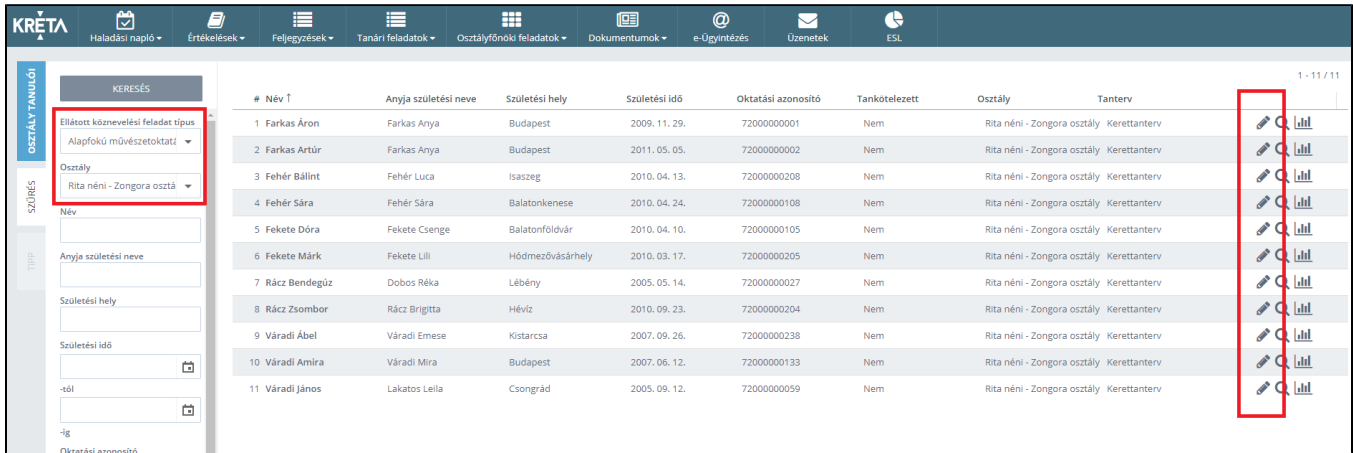 KRÉTA
Haladási napló
Értékelések
Feljegyzések
Tanári feladatok
Osztályfőnöki feladatok
Dokumentumok
e-Ügyintézés
Üzenetek
ESL
OSZTÁLY TANULÓI
SZŰRÉS
TIPP
KERESÉS
Ellátott köznevelési feladat típus
Alapfokú művészetoktatá
Osztály
Rita néni - Zongora osztá
Név
Anyja születési neve
Születési hely
Születési idő
-tól
-ig
Oktatási azonosító
1 - 11 / 11
# Név ↑ Anyja születési neve Születési hely Születési idő Oktatási azonosító Tankötelezett Osztály Tanterv
1 Farkas Áron Farkas Anya Budapest 2009. 11. 29. 72000000001 Nem Rita néni - Zongora osztály Kerettanterv
2 Farkas Artúr Farkas Anya Budapest 2011. 05. 05. 72000000002 Nem Rita néni - Zongora osztály Kerettanterv
3 Fehér Bálint Fehér Luca Isaszeg 2010. 04. 13. 72000000208 Nem Rita néni - Zongora osztály Kerettanterv
4 Fehér Sára Fehér Sára Balatonkenese 2010. 04. 24. 72000000108 Nem Rita néni - Zongora osztály Kerettanterv
5 Fekete Dóra Fekete Csenge Balatonföldvár 2010. 04. 10. 72000000105 Nem Rita néni - Zongora osztály Kerettanterv
6 Fekete Márk Fekete Lili Hódmezővásárhely 2010. 03. 17. 72000000205 Nem Rita néni - Zongora osztály Kerettanterv
7 Rácz Bendegúz Dobos Réka Lébény 2005. 05. 14. 72000000027 Nem Rita néni - Zongora osztály Kerettanterv
8 Rácz Zsombor Rácz Brigitta Hévíz 2010. 09. 23. 72000000204 Nem Rita néni - Zongora osztály Kerettanterv
9 Váradi Ábel Váradi Emese Kistarcsa 2007. 09. 26. 72000000238 Nem Rita néni - Zongora osztály Kerettanterv
10 Váradi Amira Váradi Mira Budapest 2007. 06. 12. 72000000133 Nem Rita néni - Zongora osztály Kerettanterv
11 Váradi János Lakatos Leila Csongrád 2005. 09. 12. 72000000059 Nem Rita néni - Zongora osztály Kerettanterv